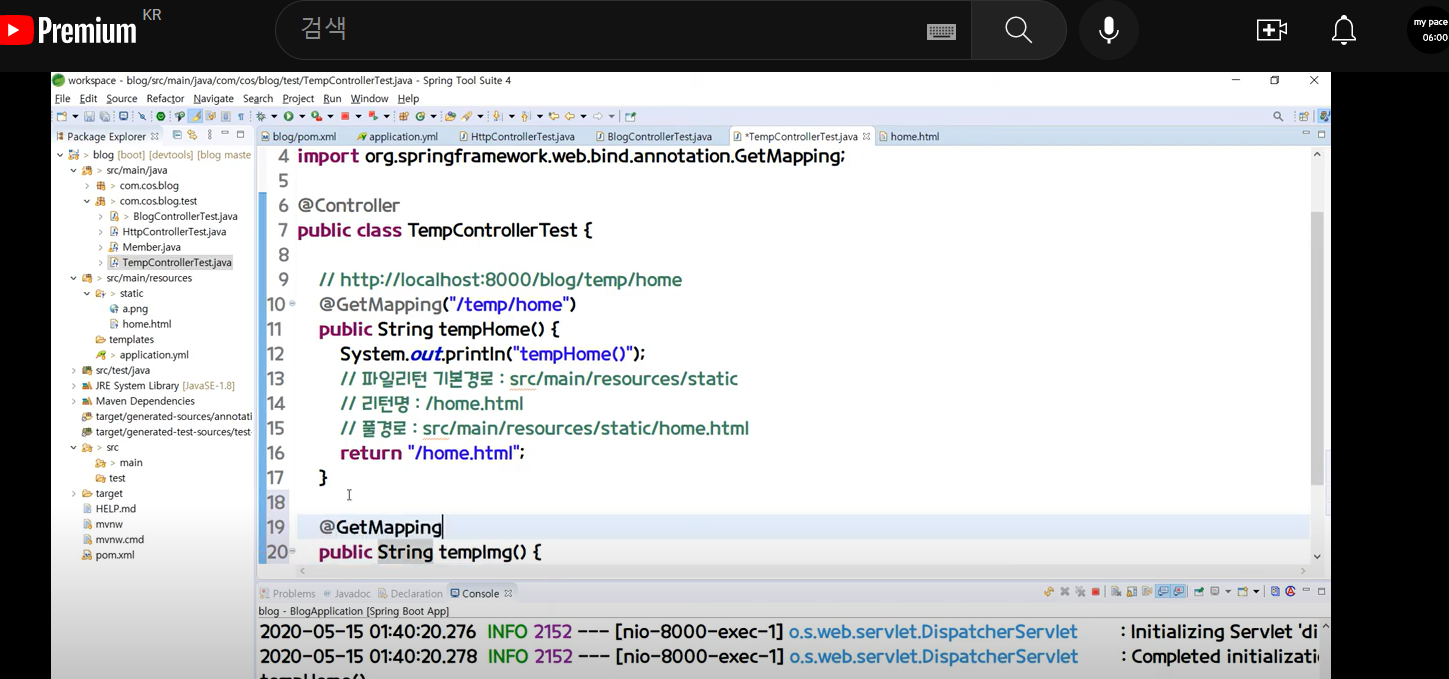 Premium KR
검색
my pace
06:00
workspace - blog/src/main/java/com/cos/blog/test/TempControllerTest.java - Spring Tool Suite 4
File Edit Source Refactor Navigate Search Project Run Window Help
Package Explorer
blog/pom.xml application.yml HttpControllerTest.java BlogControllerTest.java *TempControllerTest.java home.html
blog [boot] [devtools] [blog maste
src/main/java
com.cos.blog
com.cos.blog.test
BlogControllerTest.java
HttpControllerTest.java
Member.java
TempControllerTest.java
src/main/resources
static
a.png
home.html
templates
application.yml
src/test/java
JRE System Library [JavaSE-1.8]
Maven Dependencies
target/generated-sources/annotati
target/generated-test-sources/test
src
main
test
target
HELP.md
mvnw
mvnw.cmd
pom.xml
4 import org.springframework.web.bind.annotation.GetMapping;
5
6 @Controller
7 public class TempControllerTest {
8
9 // http://localhost:8000/blog/temp/home
10 @GetMapping("/temp/home")
11 public String tempHome() {
12 System.out.println("tempHome()");
13 // 파일리턴 기본경로 : src/main/resources/static
14 // 리턴명 : /home.html
15 // 풀경로 : src/main/resources/static/home.html
16 return "/home.html";
17 }
18
19 @GetMapping
20 public String tempImg() {
Problems Javadoc Declaration Console
blog - BlogApplication [Spring Boot App]
2020-05-15 01:40:20.276 INFO 2152 --- [nio-8000-exec-1] o.s.web.servlet.DispatcherServlet : Initializing Servlet 'di
2020-05-15 01:40:20.278 INFO 2152 --- [nio-8000-exec-1] o.s.web.servlet.DispatcherServlet : Completed initializati
tempHome()